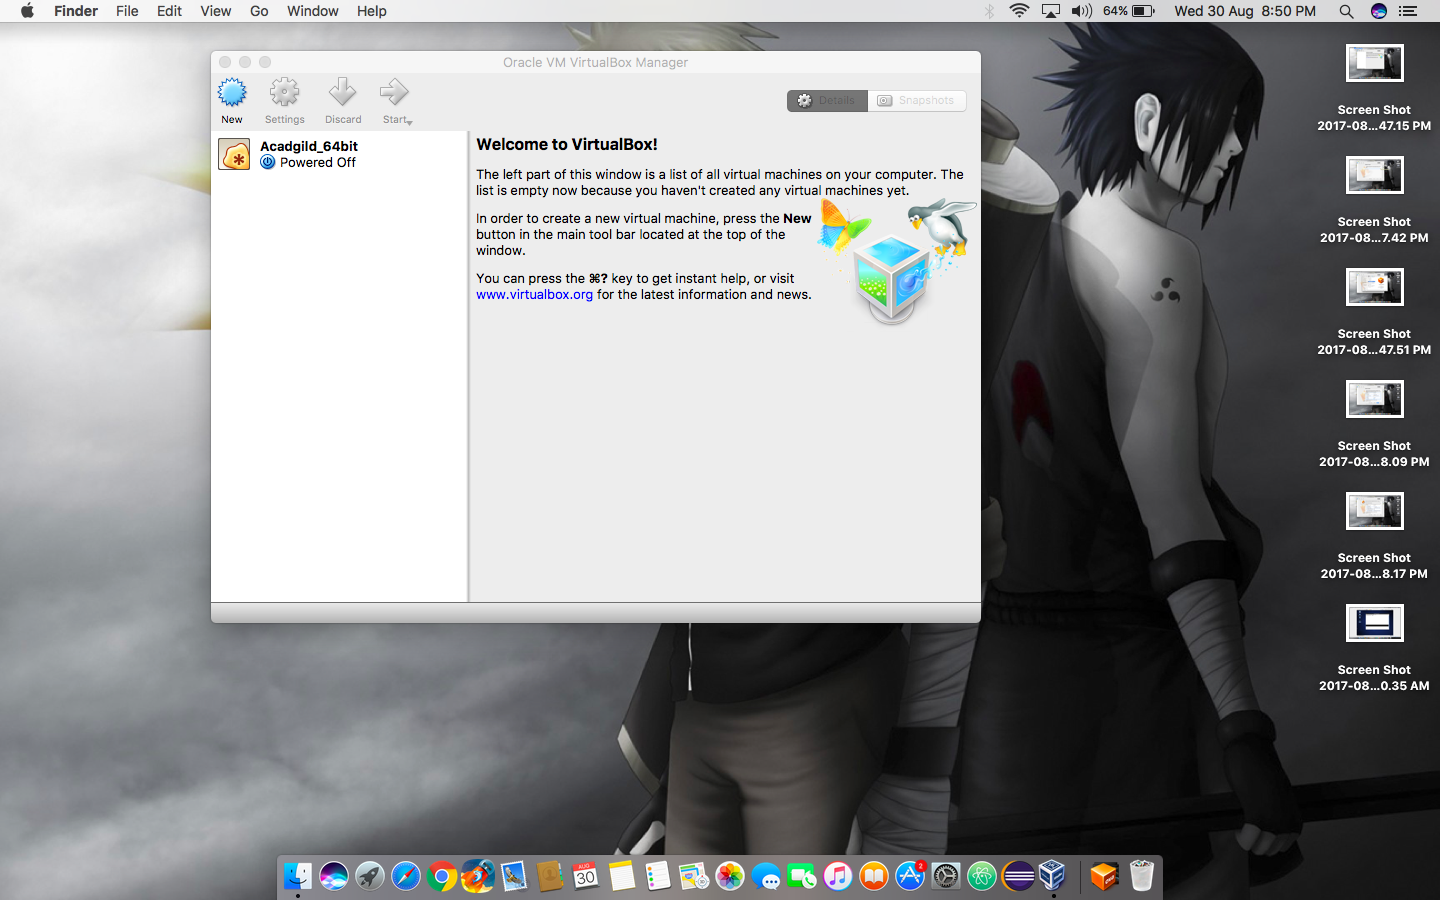 Finder File Edit View Go Window Help
64% Wed 30 Aug 8:50 PM
Oracle VM VirtualBox Manager
New Settings Discard Start
Details Snapshots
Acadgild_64bit
Powered Off
Welcome to VirtualBox!
The left part of this window is a list of all virtual machines on your computer. The
list is empty now because you haven't created any virtual machines yet.
In order to create a new virtual machine, press the New
button in the main tool bar located at the top of the
window.
You can press the ⌘? key to get instant help, or visit
www.virtualbox.org for the latest information and news.
Screen Shot
2017-08...47.15 PM
Screen Shot
2017-08...7.42 PM
Screen Shot
2017-08...47.51 PM
Screen Shot
2017-08...8.09 PM
Screen Shot
2017-08...8.17 PM
Screen Shot
2017-08...0.35 AM
AUG
30
2